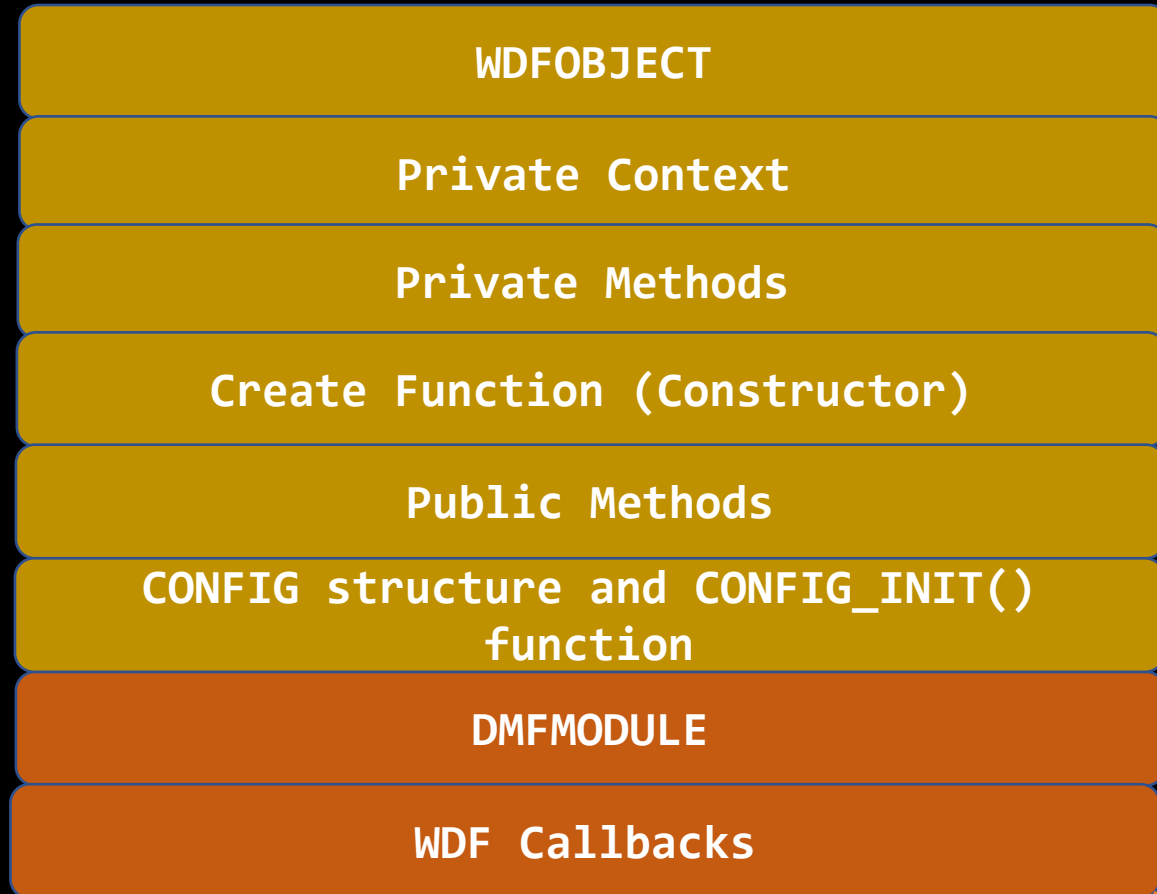 WDFOBJECT
Private Context
Private Methods
Create Function (Constructor)
Public Methods
CONFIG structure and CONFIG_INIT()
function
DMFMODULE
WDF Callbacks